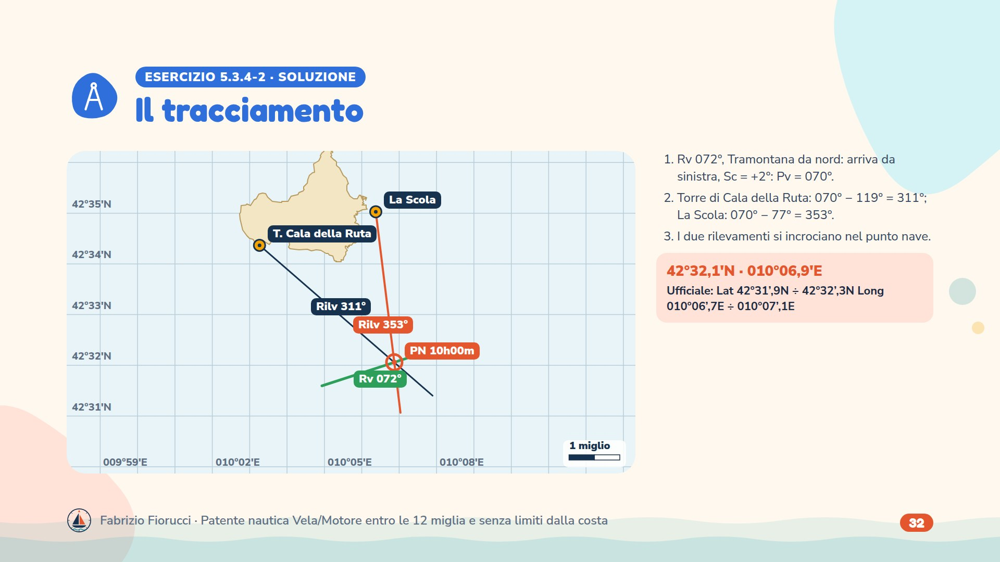 ESERCIZIO 5.3.4-2 · SOLUZIONE
Il tracciamento
42°35'N
42°34'N
42°33'N
42°32'N
42°31'N
009°59'E
010°02'E
010°05'E
010°08'E
La Scola
T. Cala della Ruta
Rilv 311°
Rilv 353°
PN 10h00m
Rv 072°
1 miglio
1. Rv 072°, Tramontana da nord: arriva da
sinistra, Sc = +2°: Pv = 070°.
2. Torre di Cala della Ruta: 070° − 119° = 311°;
La Scola: 070° − 77° = 353°.
3. I due rilevamenti si incrociano nel punto nave.
42°32,1'N · 010°06,9'E
Ufficiale: Lat 42°31’,9N ÷ 42°32’,3N Long
010°06’,7E ÷ 010°07’,1E
Fabrizio Fiorucci · Patente nautica Vela/Motore entro le 12 miglia e senza limiti dalla costa
32